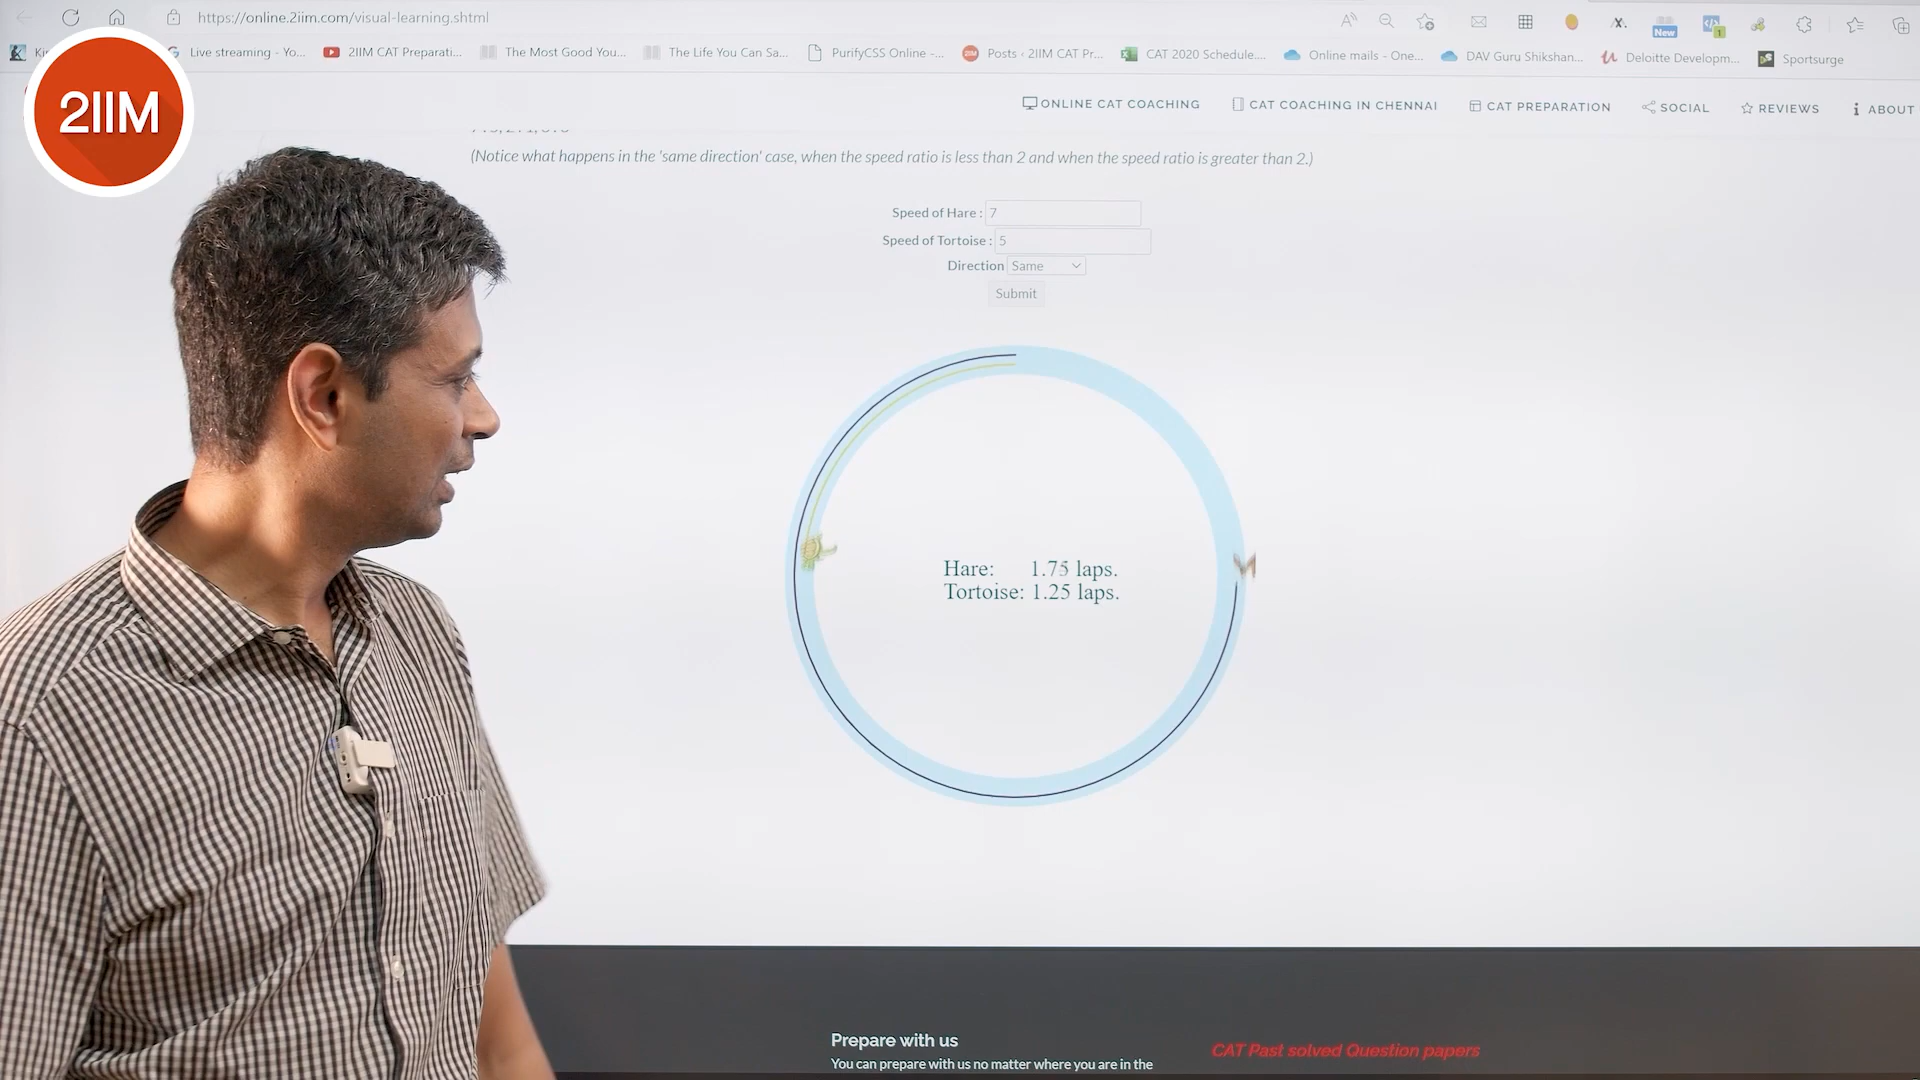 https://online.2iim.com/visual-learning.shtml
New
1
Live streaming - Yo...
2IIM CAT Preparati...
The Most Good You...
The Life You Can Sa...
PurifyCSS Online -...
Posts ‹ 2IIM CAT Pr...
CAT 2020 Schedule....
Online mails - One...
DAV Guru Shikshan...
Deloitte Developm...
Sportsurge
2IIM
ONLINE CAT COACHING
CAT COACHING IN CHENNAI
CAT PREPARATION
SOCIAL
REVIEWS
ABOUT
(Notice what happens in the 'same direction' case, when the speed ratio is less than 2 and when the speed ratio is greater than 2.)
Speed of Hare : 7
Speed of Tortoise : 5
Direction Same
Submit
Hare: 1.75 laps.
Tortoise: 1.25 laps.
Prepare with us
You can prepare with us no matter where you are in the
CAT Past solved Question papers